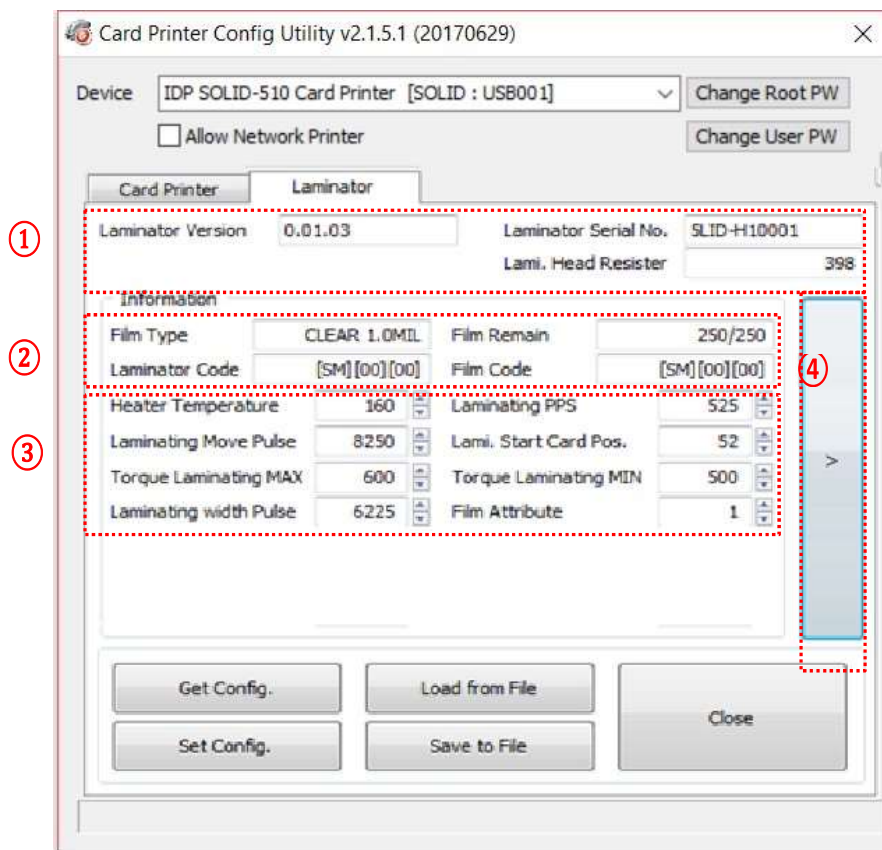 Card Printer Config Utility v2.1.5.1 (20170629)
Device IDP SOLID-510 Card Printer [SOLID : USB001] Change Root PW
Allow Network Printer Change User PW
Card Printer Laminator
① Laminator Version 0.01.03 Laminator Serial No. SLID-H10001
Lami. Head Resister 398
Information
② Film Type CLEAR 1.0MIL Film Remain 250/250
Laminator Code [SM][00][00] Film Code [SM][00][00] ④
③ Heater Temperature 160 Laminating PPS 525
Laminating Move Pulse 8250 Lami. Start Card Pos. 52
Torque Laminating MAX 600 Torque Laminating MIN 500
Laminating width Pulse 6225 Film Attribute 1
>
Get Config. Load from File Close
Set Config. Save to File